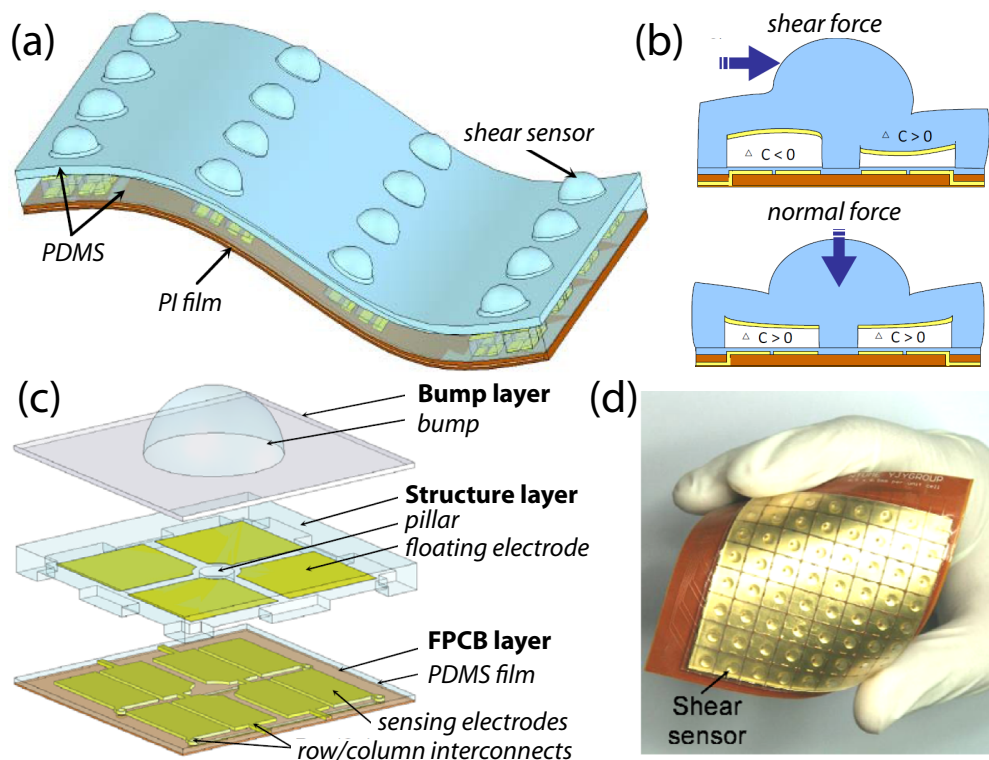 (a)
shear sensor
PDMS
PI film
(b)
shear force
△ C < 0
△ C > 0
normal force
△ C > 0
△ C > 0
(c)
Bump layer
bump
Structure layer
pillar
floating electrode
FPCB layer
PDMS film
sensing electrodes
row/column interconnects
(d)
YJYGROUP
Shear
sensor